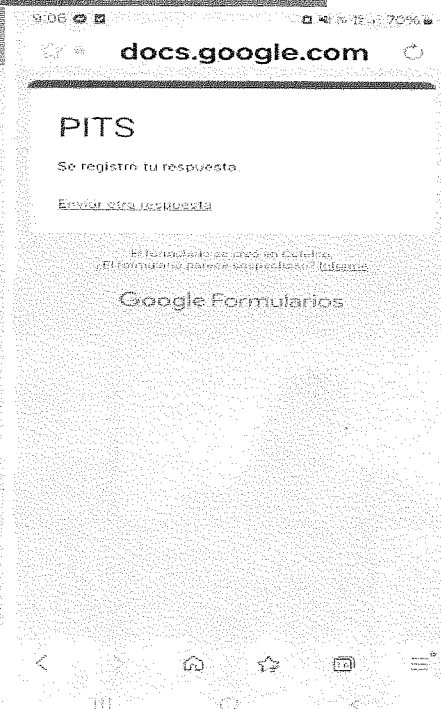 9:06 70%
docs.google.com
PITS
Se registró tu respuesta.
Enviar otra respuesta
El formulario se creó en
¿El formulario parece sospechoso? Informe
Google Formularios